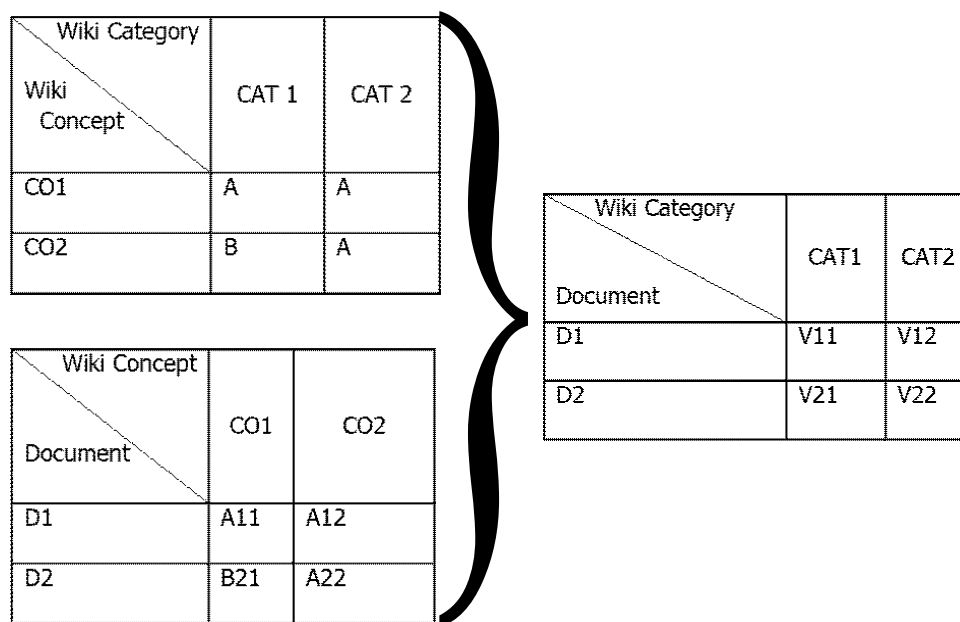 Wiki Category
Wiki
Concept
CAT 1
CAT 2
CO1
A
A
CO2
B
A
Wiki Concept
Document
CO1
CO2
D1
A11
A12
D2
B21
A22
Wiki Category
Document
CAT1
CAT2
D1
V11
V12
D2
V21
V22